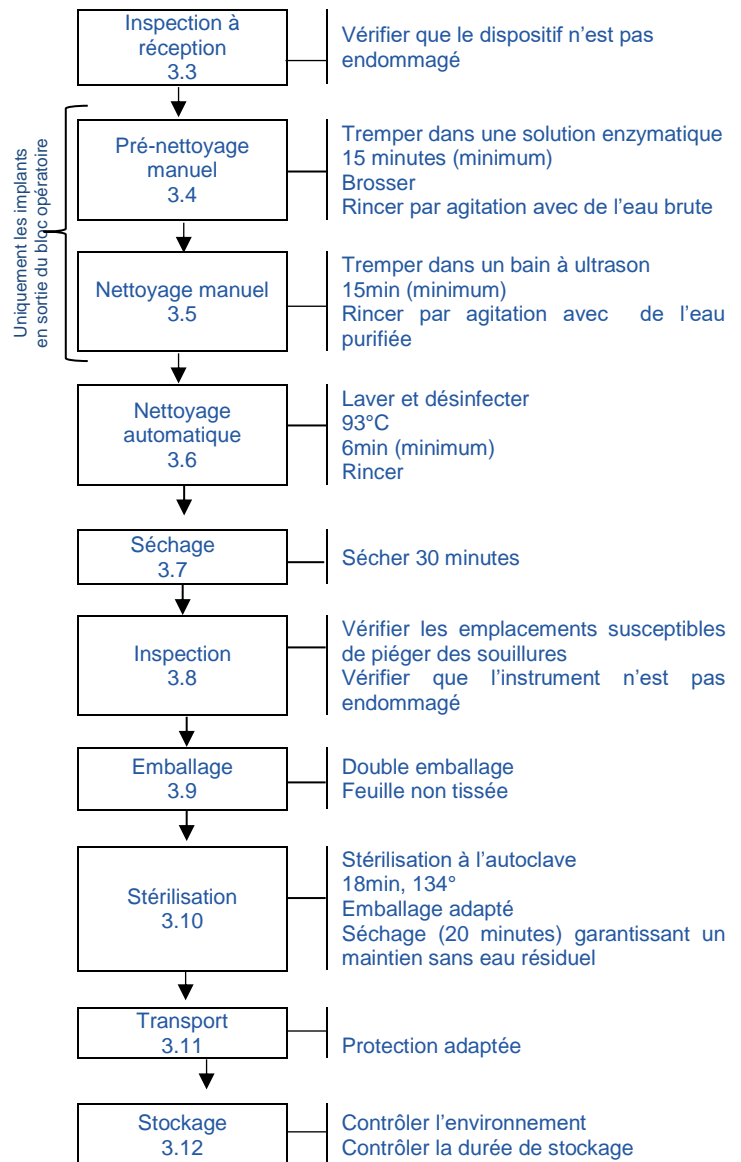 Inspection à
réception
3.3
Vérifier que le dispositif n'est pas
endommagé
Uniquement les implants
en sortie du bloc opératoire
Pré-nettoyage
manuel
3.4
Tremper dans une solution enzymatique
15 minutes (minimum)
Brosser
Rincer par agitation avec de l'eau brute
Nettoyage manuel
3.5
Tremper dans un bain à ultrason
15min (minimum)
Rincer par agitation avec de l'eau
purifiée
Nettoyage
automatique
3.6
Laver et désinfecter
93°C
6min (minimum)
Rincer
Séchage
3.7
Sécher 30 minutes
Inspection
3.8
Vérifier les emplacements susceptibles
de piéger des souillures
Vérifier que l'instrument n'est pas
endommagé
Emballage
3.9
Double emballage
Feuille non tissée
Stérilisation
3.10
Stérilisation à l'autoclave
18min, 134°
Emballage adapté
Séchage (20 minutes) garantissant un
maintien sans eau résiduel
Transport
3.11
Protection adaptée
Stockage
3.12
Contrôler l'environnement
Contrôler la durée de stockage